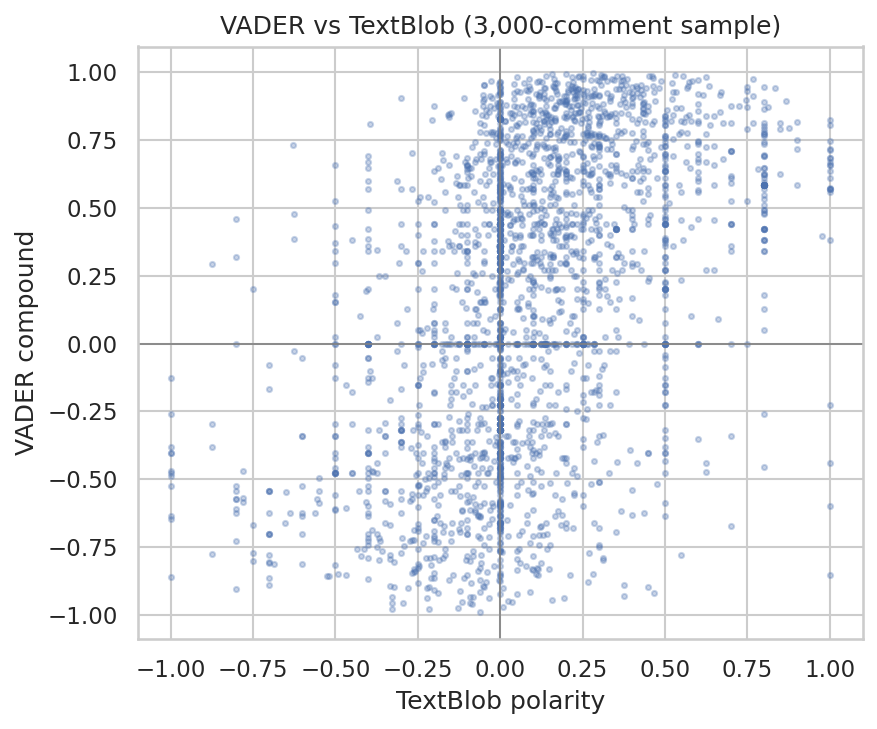 VADER vs TextBlob (3,000-comment sample)
VADER compound
1.00
0.75
0.50
0.25
0.00
−0.25
−0.50
−0.75
−1.00
−1.00 −0.75 −0.50 −0.25 0.00 0.25 0.50 0.75 1.00
TextBlob polarity